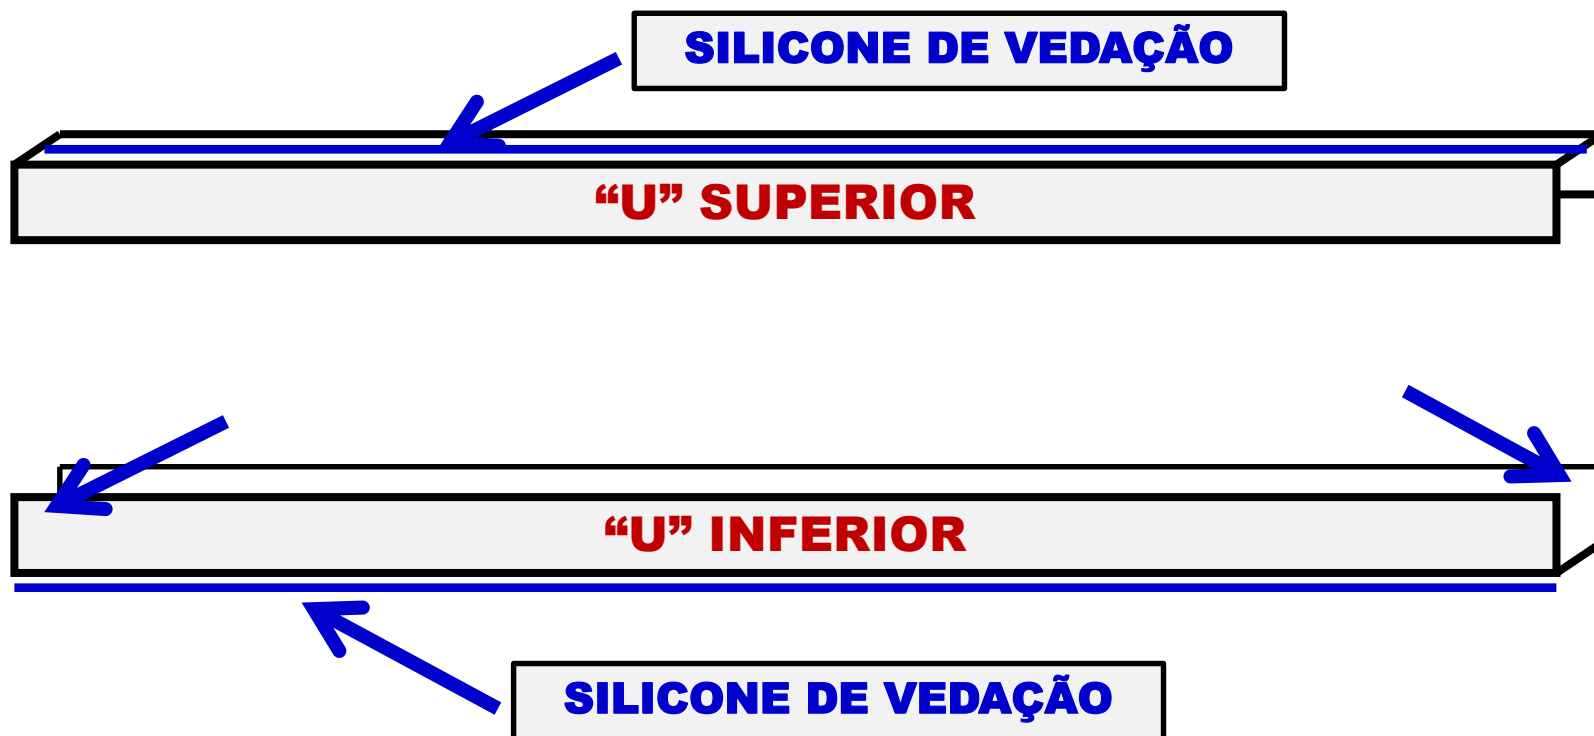 SILICONE DE VEDAÇÃO
“U” SUPERIOR
“U” INFERIOR
SILICONE DE VEDAÇÃO